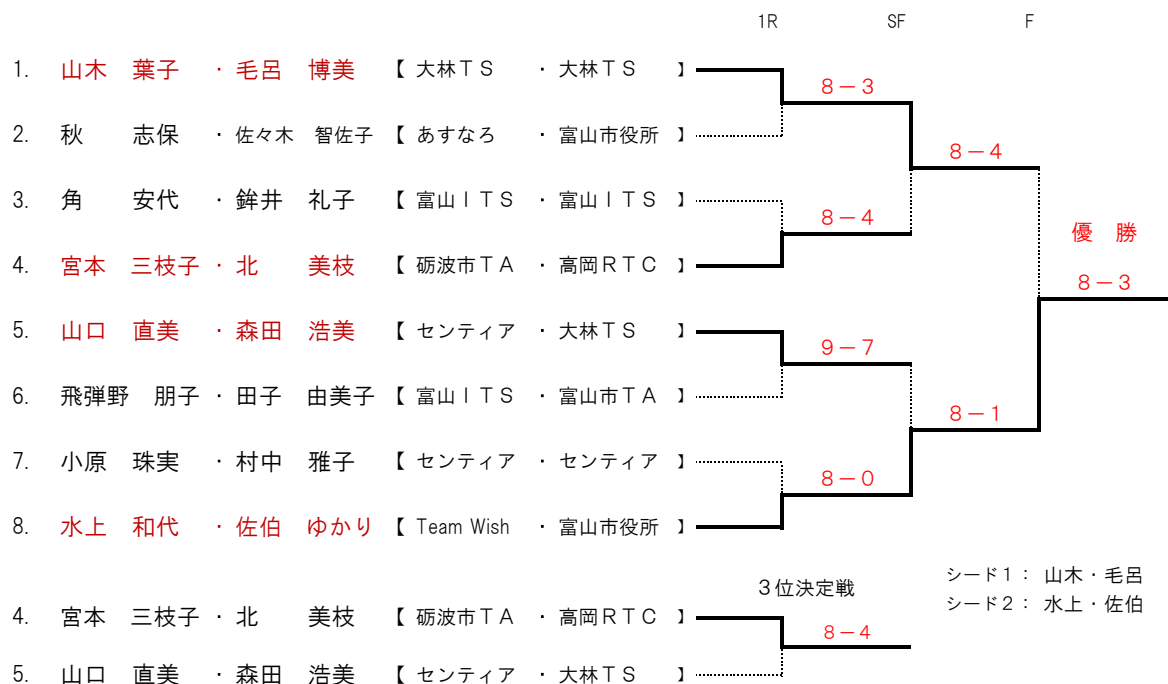 1R SF F
1. 山木 葉子 ・ 毛呂 博美 【 大林TS ・ 大林TS 】
8－3
2. 秋 志保 ・ 佐々木 智佐子 【 あすなろ ・ 富山市役所 】
8－4
3. 角 安代 ・ 鉾井 礼子 【 富山ITS ・ 富山ITS 】
8－4
優 勝
4. 宮本 三枝子 ・ 北 美枝 【 砺波市TA ・ 高岡RTC 】
8－3
5. 山口 直美 ・ 森田 浩美 【 センティア ・ 大林TS 】
9－7
6. 飛弾野 朋子 ・ 田子 由美子 【 富山ITS ・ 富山市TA 】
8－1
7. 小原 珠実 ・ 村中 雅子 【 センティア ・ センティア 】
8－0
8. 水上 和代 ・ 佐伯 ゆかり 【 Team Wish ・ 富山市役所 】
3位決定戦
シード1： 山木・毛呂
シード2： 水上・佐伯
4. 宮本 三枝子 ・ 北 美枝 【 砺波市TA ・ 高岡RTC 】
8－4
5. 山口 直美 ・ 森田 浩美 【 センティア ・ 大林TS 】